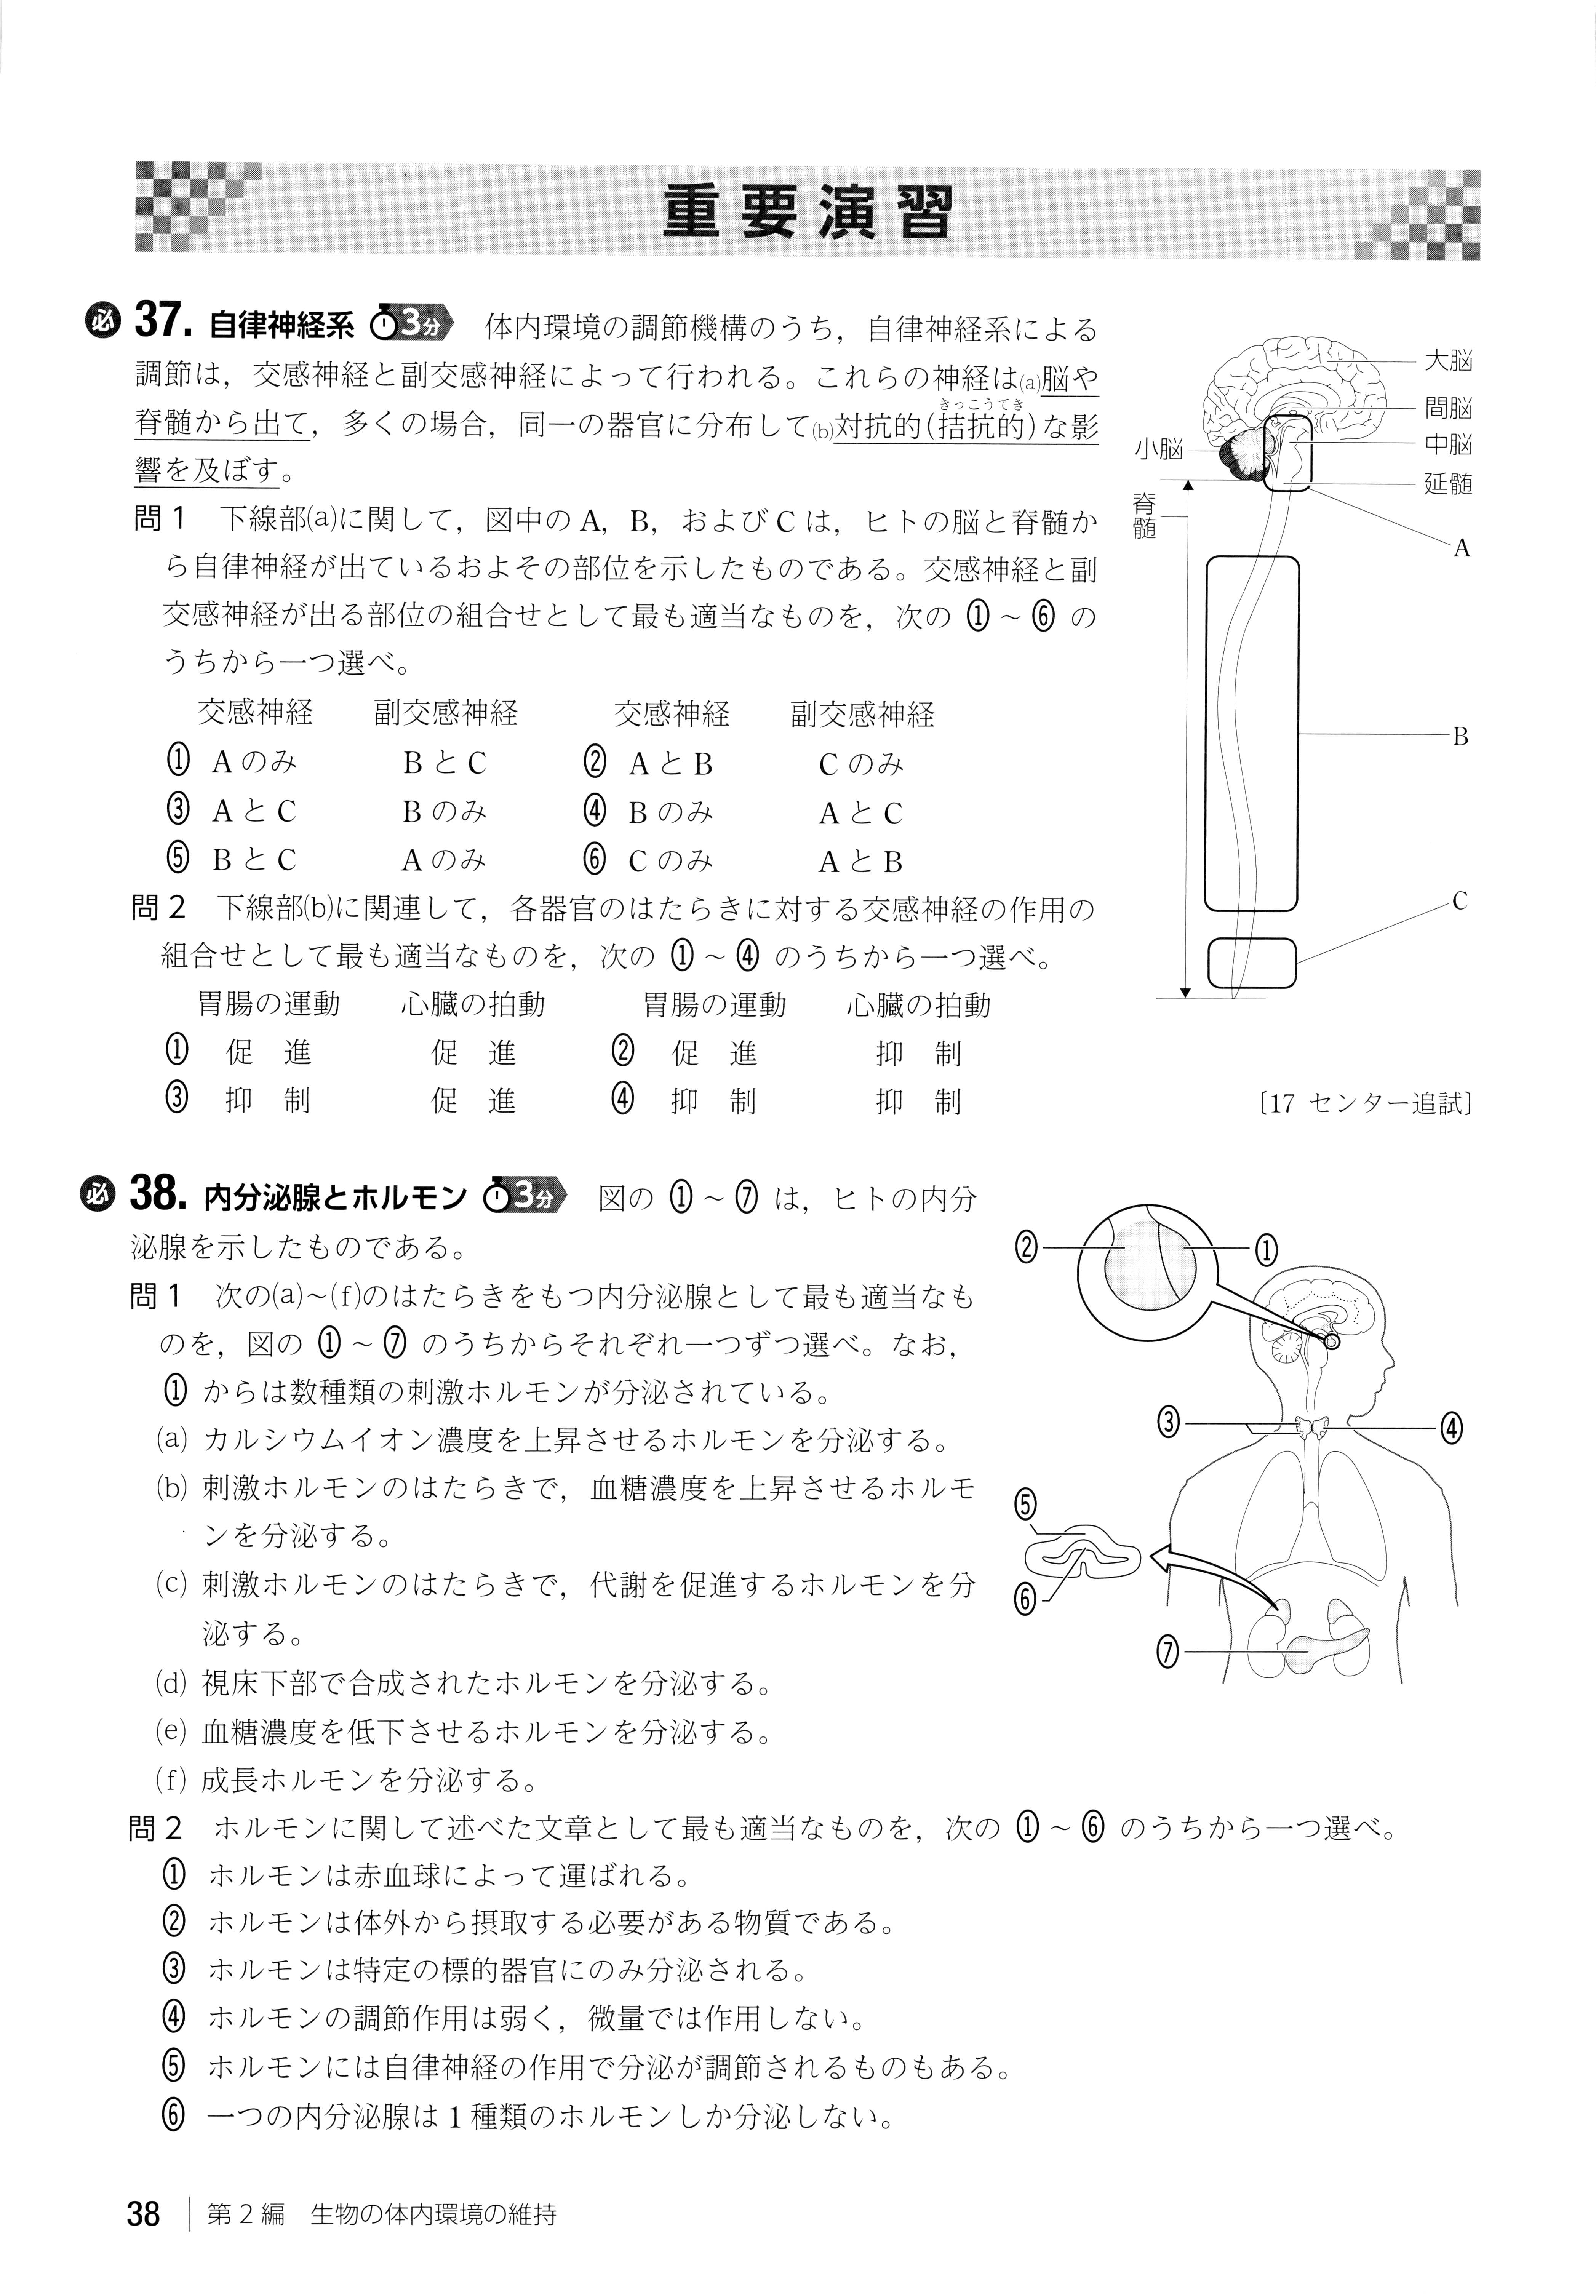 重要演習
必 37. 自律神経系 3分 体内環境の調節機構のうち，自律神経系による
調節は，交感神経と副交感神経によって行われる。これらの神経は(a)脳や
脊髄から出て，多くの場合，同一の器官に分布して(b)対抗的(拮抗的)な影
きっこうてき
響を及ぼす。
問1 下線部(a)に関して，図中のA，B，およびCは，ヒトの脳と脊髄か
ら自律神経が出ているおよその部位を示したものである。交感神経と副
交感神経が出る部位の組合せとして最も適当なものを，次の ①～⑥ の
うちから一つ選べ。
交感神経 副交感神経 交感神経 副交感神経
① Aのみ BとC ② AとB Cのみ
③ AとC Bのみ ④ Bのみ AとC
⑤ BとC Aのみ ⑥ Cのみ AとB
問2 下線部(b)に関連して，各器官のはたらきに対する交感神経の作用の
組合せとして最も適当なものを，次の ①～④ のうちから一つ選べ。
胃腸の運動 心臓の拍動 胃腸の運動 心臓の拍動
① 促 進 促 進 ② 促 進 抑 制
③ 抑 制 促 進 ④ 抑 制 抑 制
大脳
間脳
中脳
延髄
小脳
脊髄
A
B
C
〔17 センター追試〕
必 38. 内分泌腺とホルモン 3分 図の ①～⑦ は，ヒトの内分
泌腺を示したものである。
問1 次の(a)～(f)のはたらきをもつ内分泌腺として最も適当なも
のを，図の ①～⑦ のうちからそれぞれ一つずつ選べ。なお，
①からは数種類の刺激ホルモンが分泌されている。
(a) カルシウムイオン濃度を上昇させるホルモンを分泌する。
(b) 刺激ホルモンのはたらきで，血糖濃度を上昇させるホルモ
ンを分泌する。
(c) 刺激ホルモンのはたらきで，代謝を促進するホルモンを分
泌する。
(d) 視床下部で合成されたホルモンを分泌する。
(e) 血糖濃度を低下させるホルモンを分泌する。
(f) 成長ホルモンを分泌する。
②
①
③
④
⑤
⑥
⑦
問2 ホルモンに関して述べた文章として最も適当なものを，次の ①～⑥ のうちから一つ選べ。
① ホルモンは赤血球によって運ばれる。
② ホルモンは体外から摂取する必要がある物質である。
③ ホルモンは特定の標的器官にのみ分泌される。
④ ホルモンの調節作用は弱く，微量では作用しない。
⑤ ホルモンには自律神経の作用で分泌が調節されるものもある。
⑥ 一つの内分泌腺は1種類のホルモンしか分泌しない。
38 第2編 生物の体内環境の維持